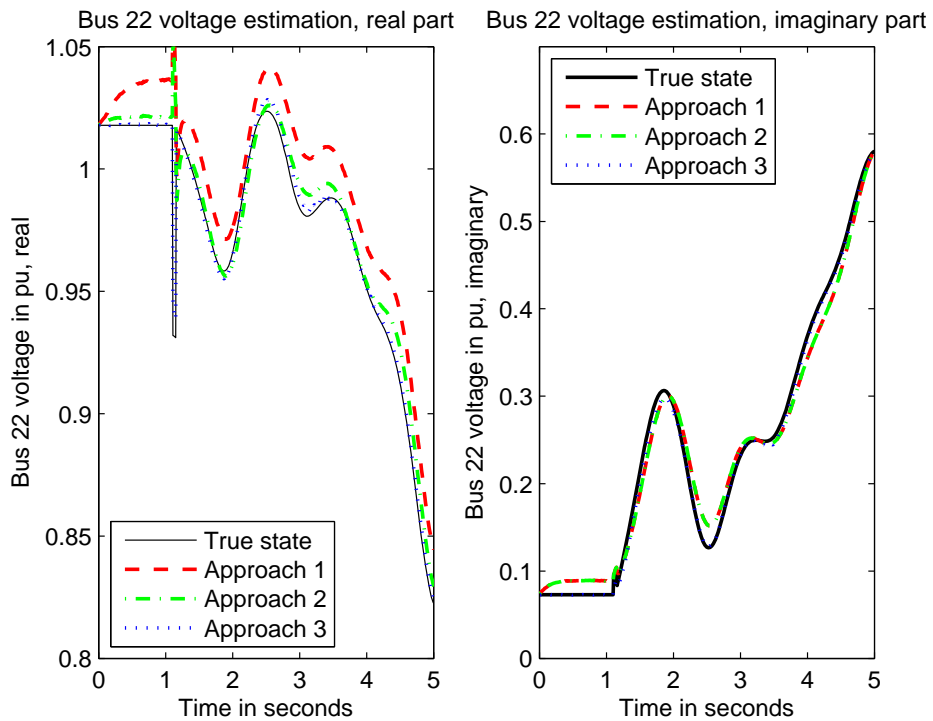 Bus 22 voltage estimation, real part
1.05
1
0.95
0.9
0.85
0.8
Bus 22 voltage in pu, real
True state
Approach 1
Approach 2
Approach 3
0 1 2 3 4 5
Time in seconds
Bus 22 voltage estimation, imaginary part
True state
Approach 1
Approach 2
Approach 3
0.6
0.5
0.4
0.3
0.2
0.1
0
Bus 22 voltage in pu, imaginary
0 1 2 3 4 5
Time in seconds